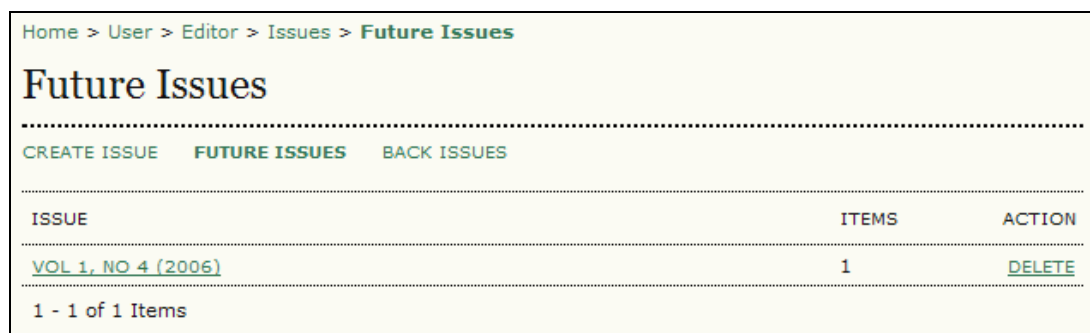 Home > User > Editor > Issues > Future Issues
Future Issues
CREATE ISSUE FUTURE ISSUES BACK ISSUES
ISSUE ITEMS ACTION
VOL 1, NO 4 (2006) 1 DELETE
1 - 1 of 1 Items